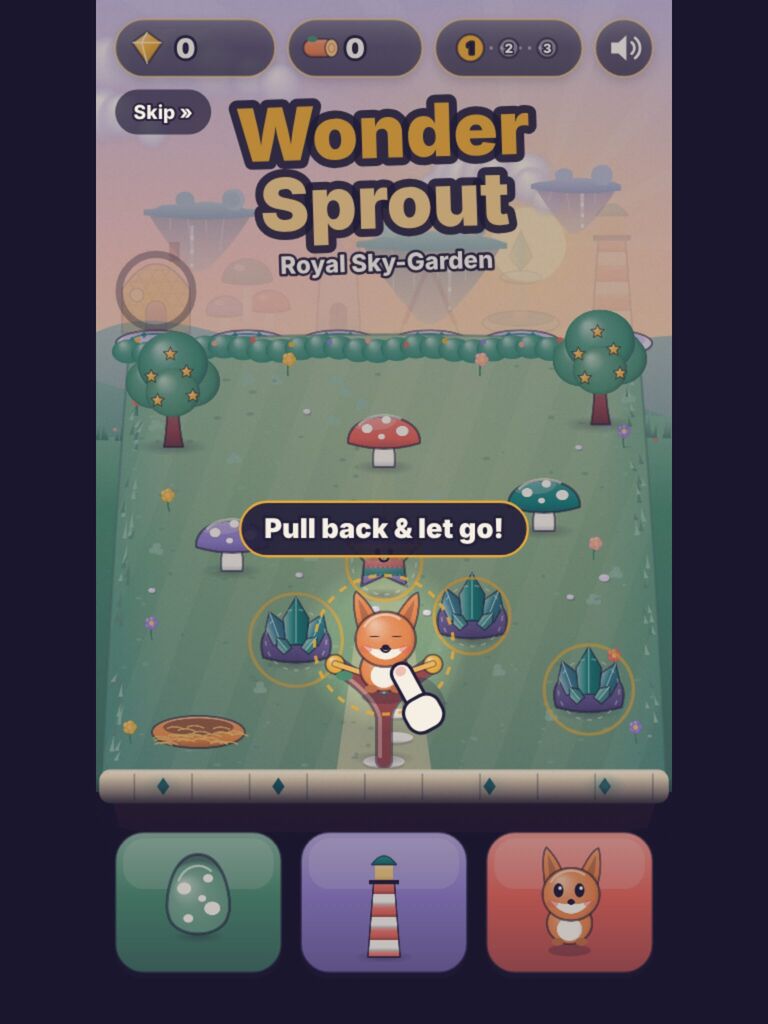 0
0
1 2 3
Skip »
Wonder
Sprout
Royal Sky-Garden
Pull back & let go!